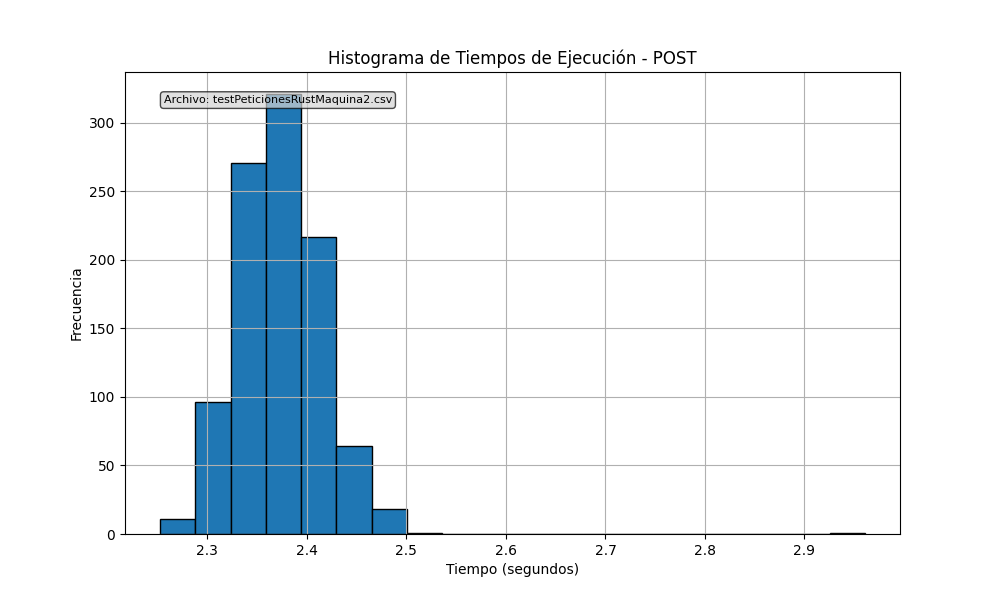 Histograma de Tiempos de Ejecución - POST
Archivo: testPeticionesRustMaquina2.csv
300
250
200
150
100
50
0
Frecuencia
2.3 2.4 2.5 2.6 2.7 2.8 2.9
Tiempo (segundos)